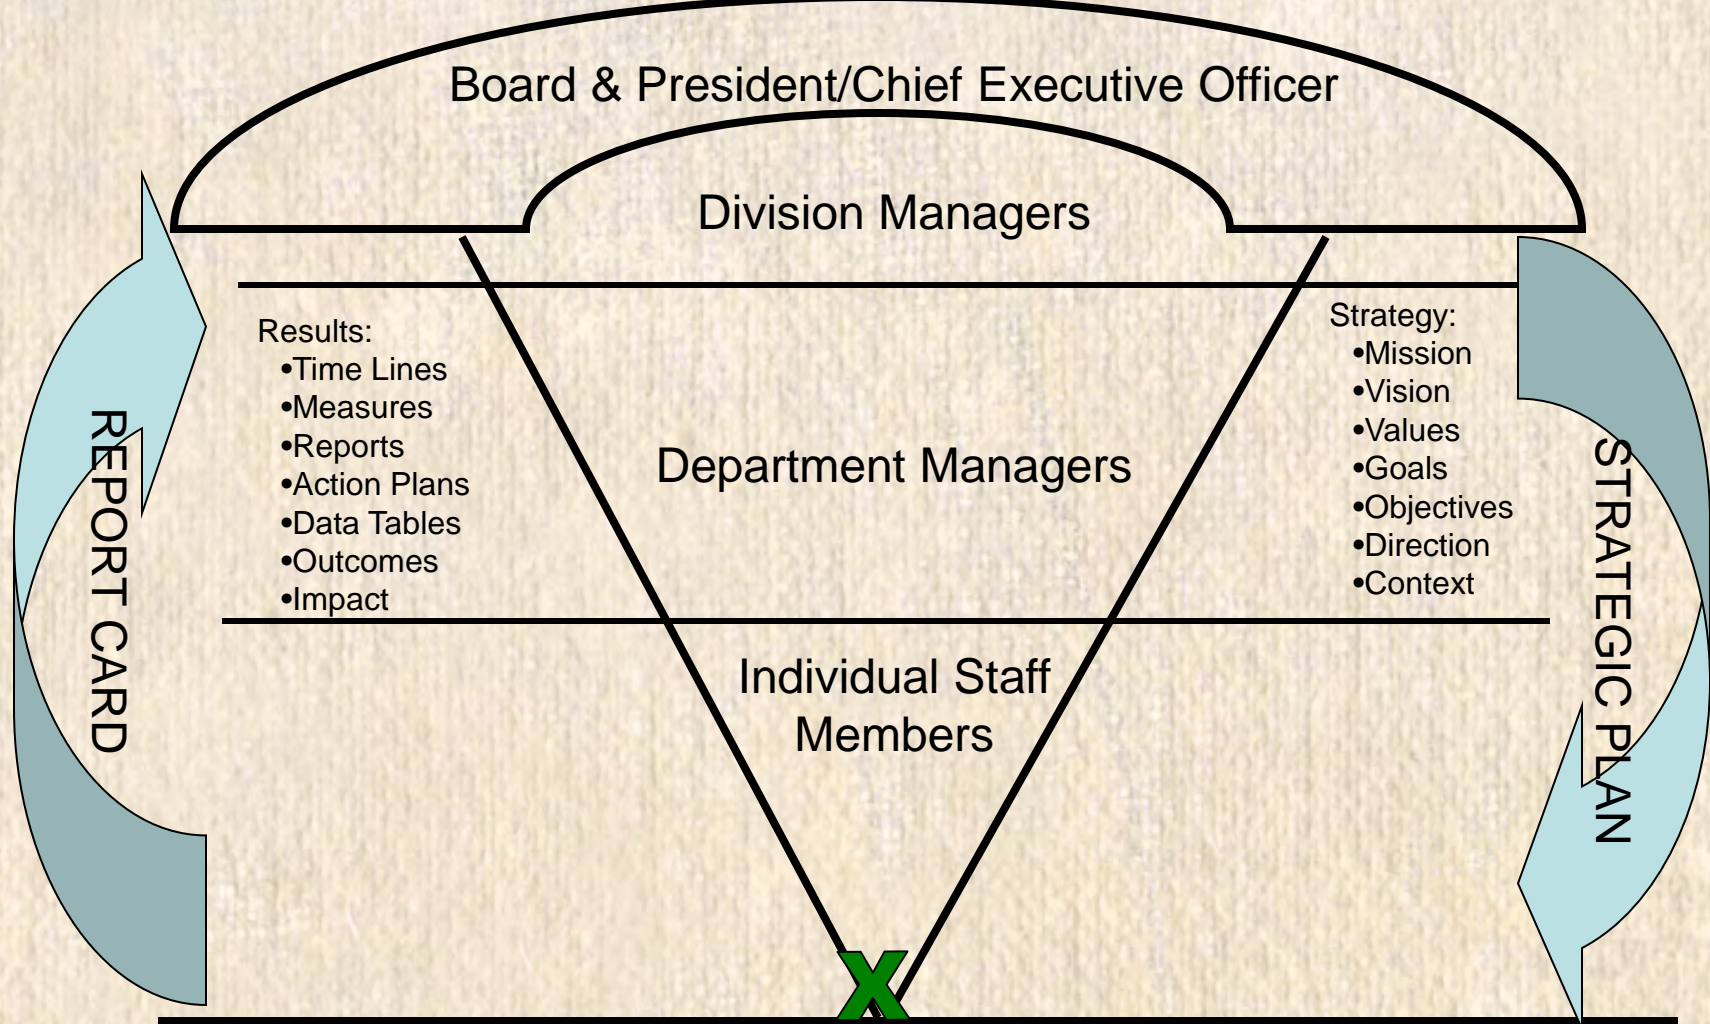 Board & President/Chief Executive Officer
Division Managers
Results:
•Time Lines
•Measures
•Reports
•Action Plans
•Data Tables
•Outcomes
•Impact
Strategy:
•Mission
•Vision
•Values
•Goals
•Objectives
•Direction
•Context
Department Managers
REPORT CARD
STRATEGIC PLAN
Individual Staff
Members
X